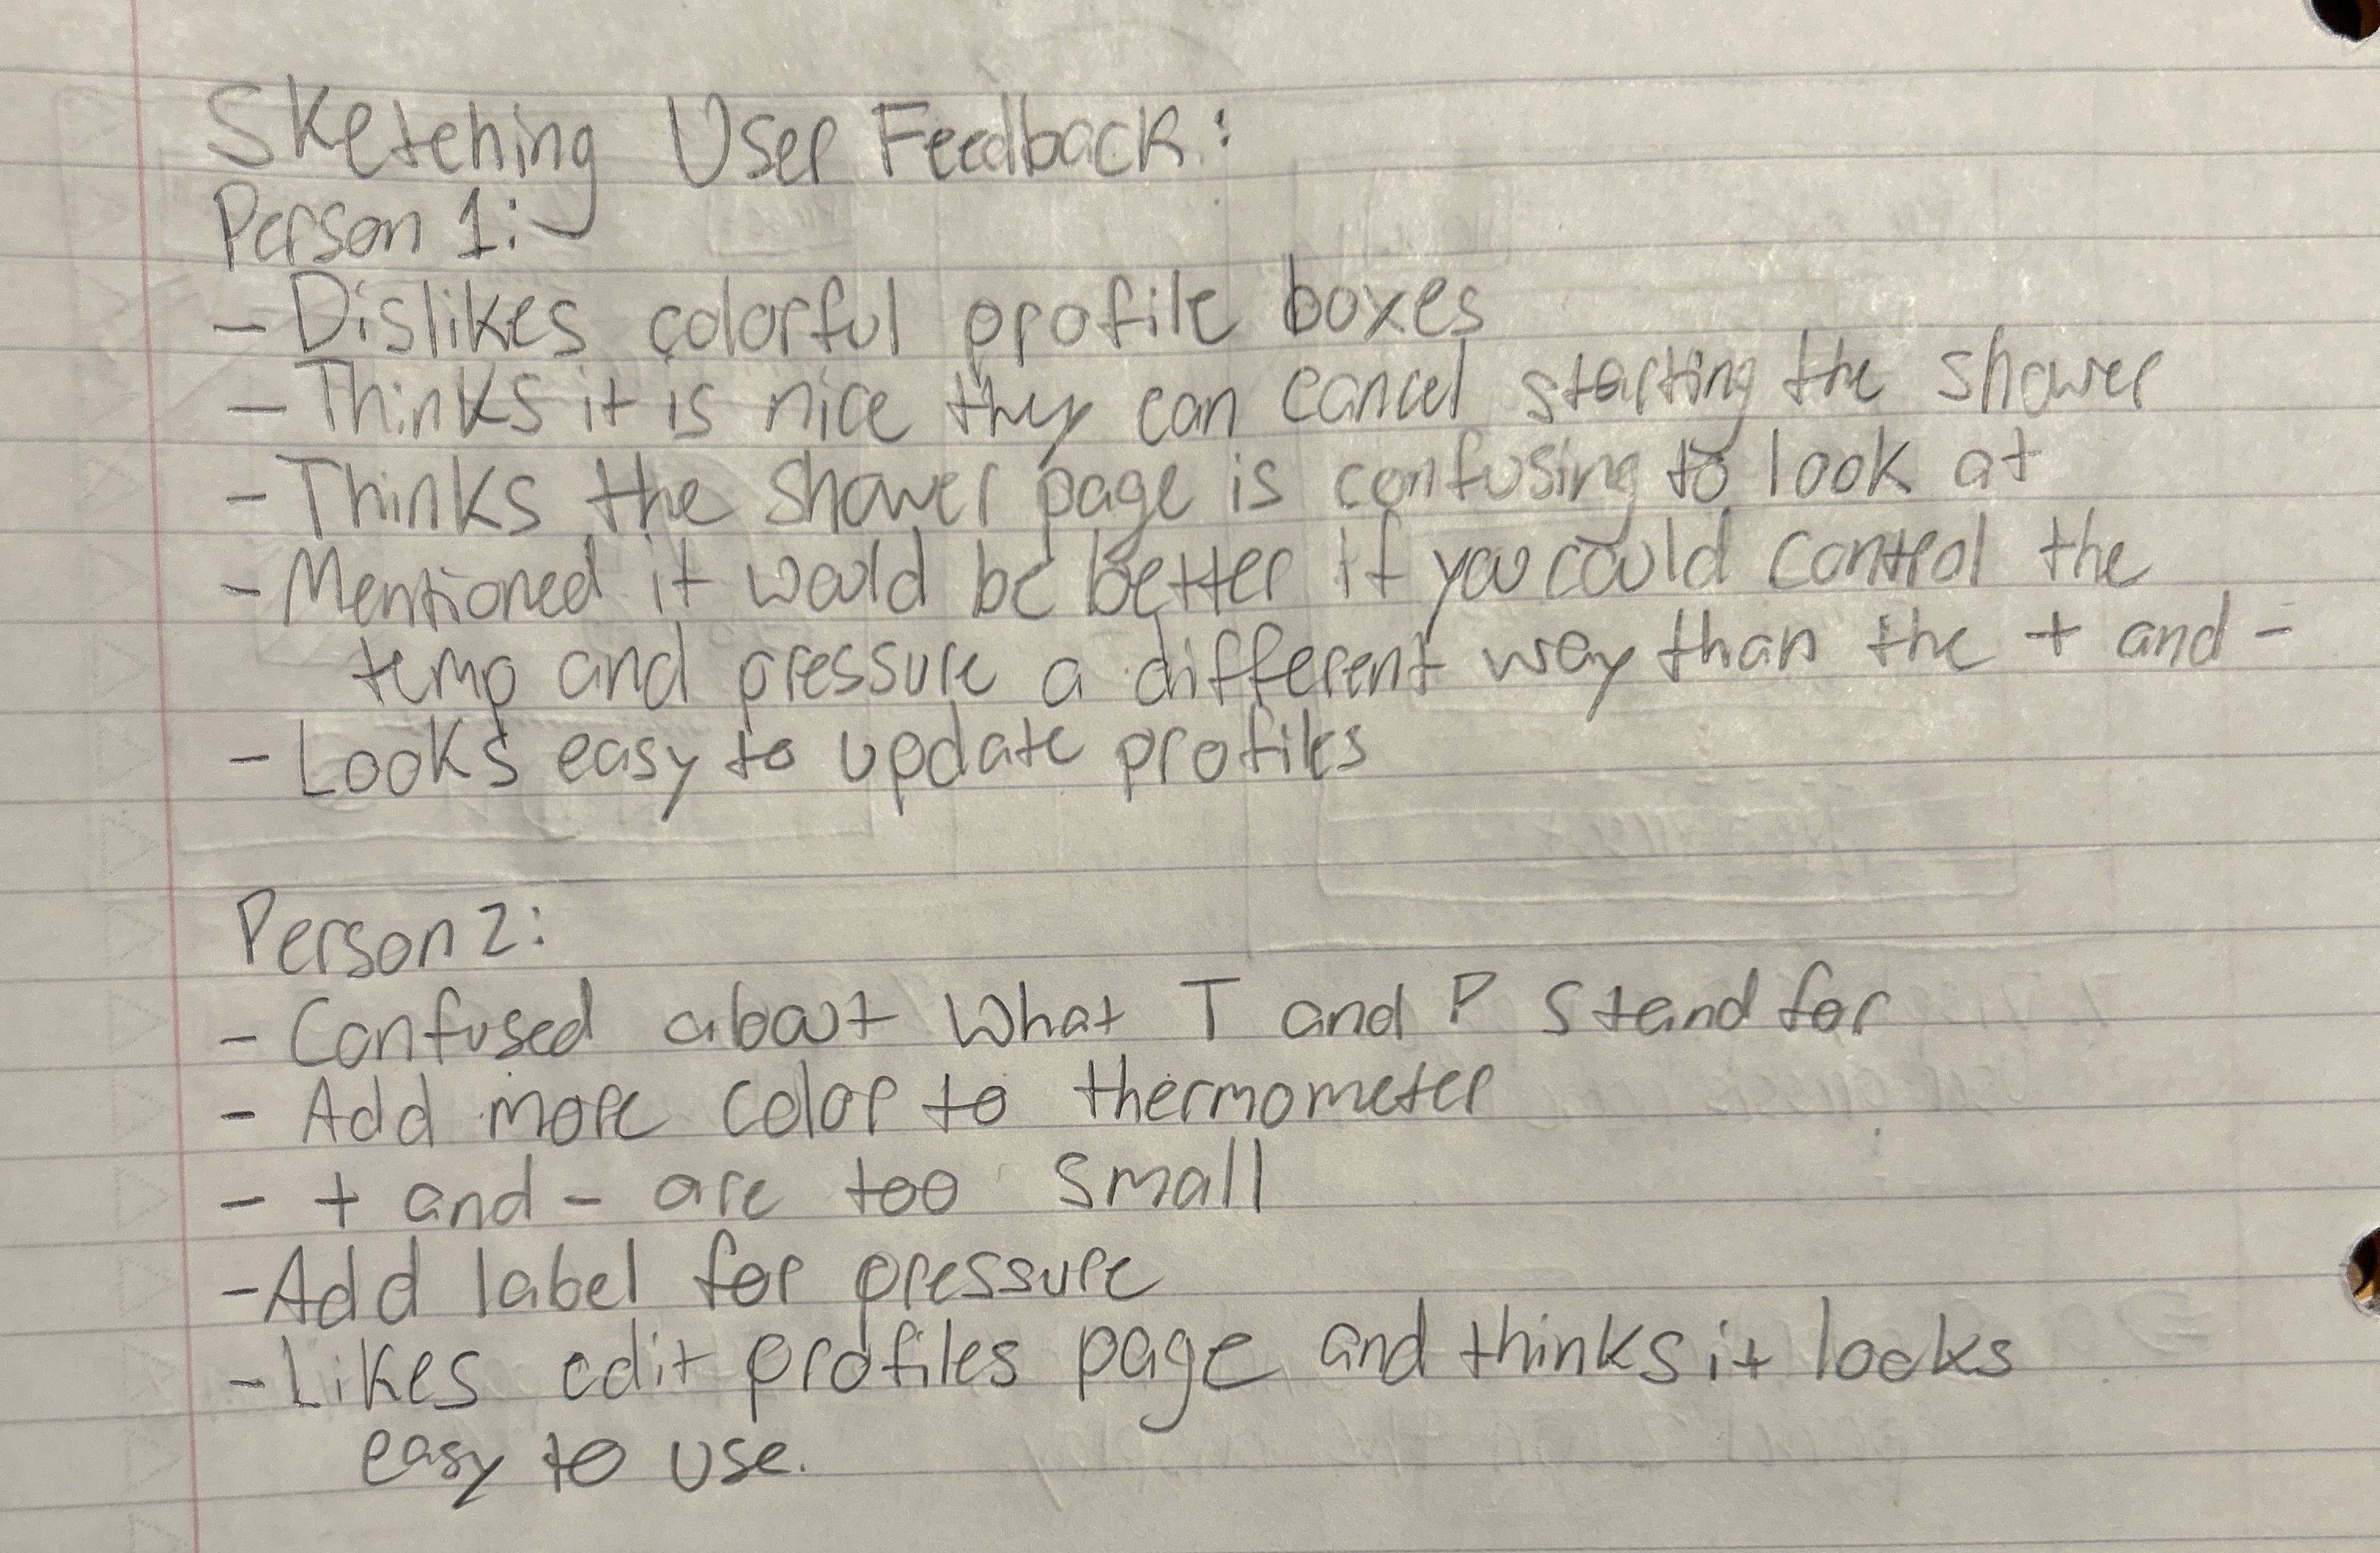 Sketching User Feedback:
Person 1:
- Dislikes colorful profile boxes
- Thinks it is nice they can cancel starting the shower
- Thinks the shower page is confusing to look at
- Mentioned it would be better if you could control the
temp and pressure a different way than the + and -
- Looks easy to update profiles
Person 2:
- Confused about what T and P stand for
- Add more color to thermometer
- + and - are too small
- Add label for pressure
- Likes edit profiles page and thinks it looks
easy to use.